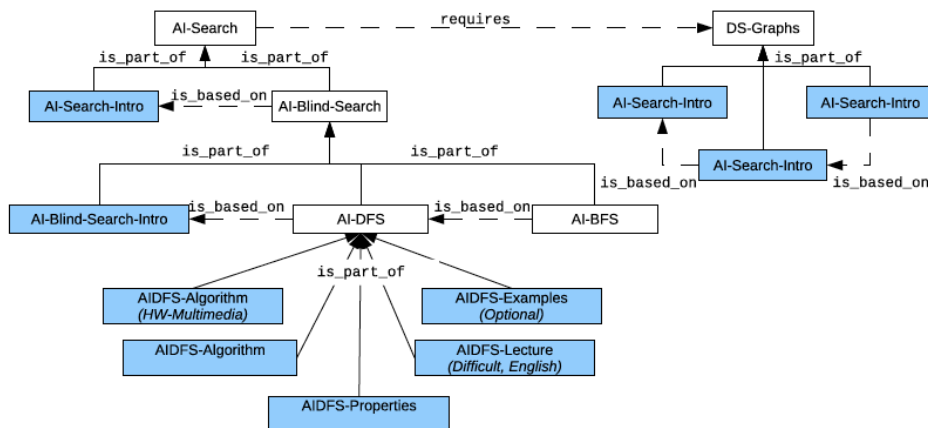 AI-Search
requires
DS-Graphs
is_part_of
is_part_of
is_part_of
AI-Search-Intro
is_based_on
AI-Blind-Search
AI-Search-Intro
AI-Search-Intro
is_part_of
is_part_of
AI-Search-Intro
is_based_on
is_based_on
AI-Blind-Search-Intro
is_based_on
AI-DFS
is_based_on
AI-BFS
is_part_of
AIDFS-Algorithm
(HW-Multimedia)
AIDFS-Examples
(Optional)
AIDFS-Algorithm
AIDFS-Lecture
(Difficult, English)
AIDFS-Properties